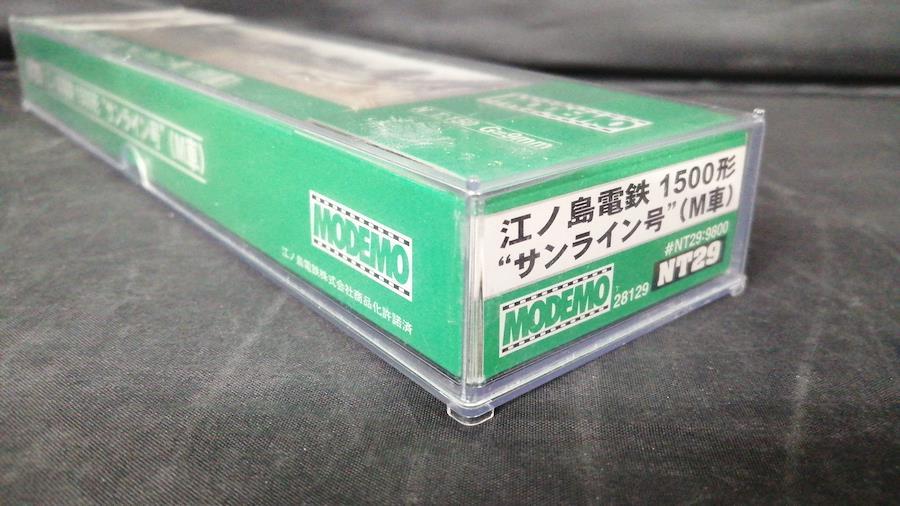 江ノ島電鉄 1500形
“サンライン号”(M車)
#NT29:9800
MODEMO 28129 NT29
MODEMO
江ノ島電鉄株式会社商品化許諾済
“サンライン号” (M車)